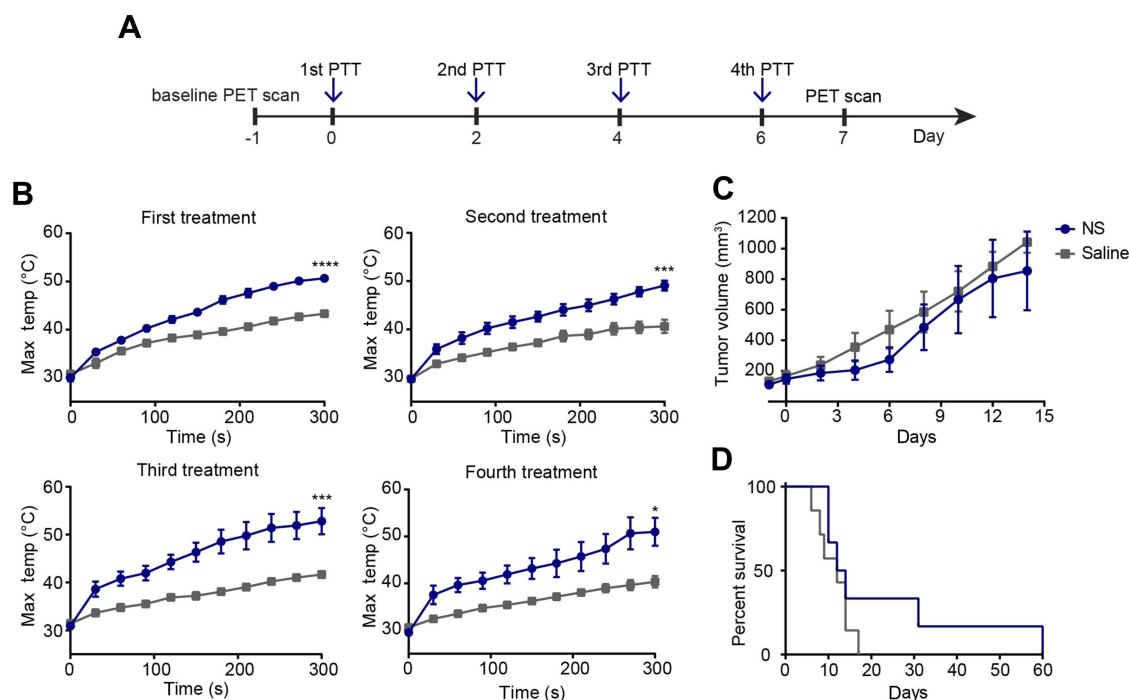 A
1st PTT 2nd PTT 3rd PTT 4th PTT
baseline PET scan PET scan
-1 0 2 4 6 7 Day
B
First treatment
60
50
40
30
Max temp (°C)
****
0 100 200 300
Time (s)
Second treatment
60
50
40
30
Max temp (°C)
***
0 100 200 300
Time (s)
Third treatment
60
50
40
30
Max temp (°C)
***
0 100 200 300
Time (s)
Fourth treatment
60
50
40
30
Max temp (°C)
*
0 100 200 300
Time (s)
C
1200
1000
800
600
400
200
Tumor volume (mm³)
0 3 6 9 12 15
Days
NS
Saline
D
100
50
0
Percent survival
0 10 20 30 40 50 60
Days